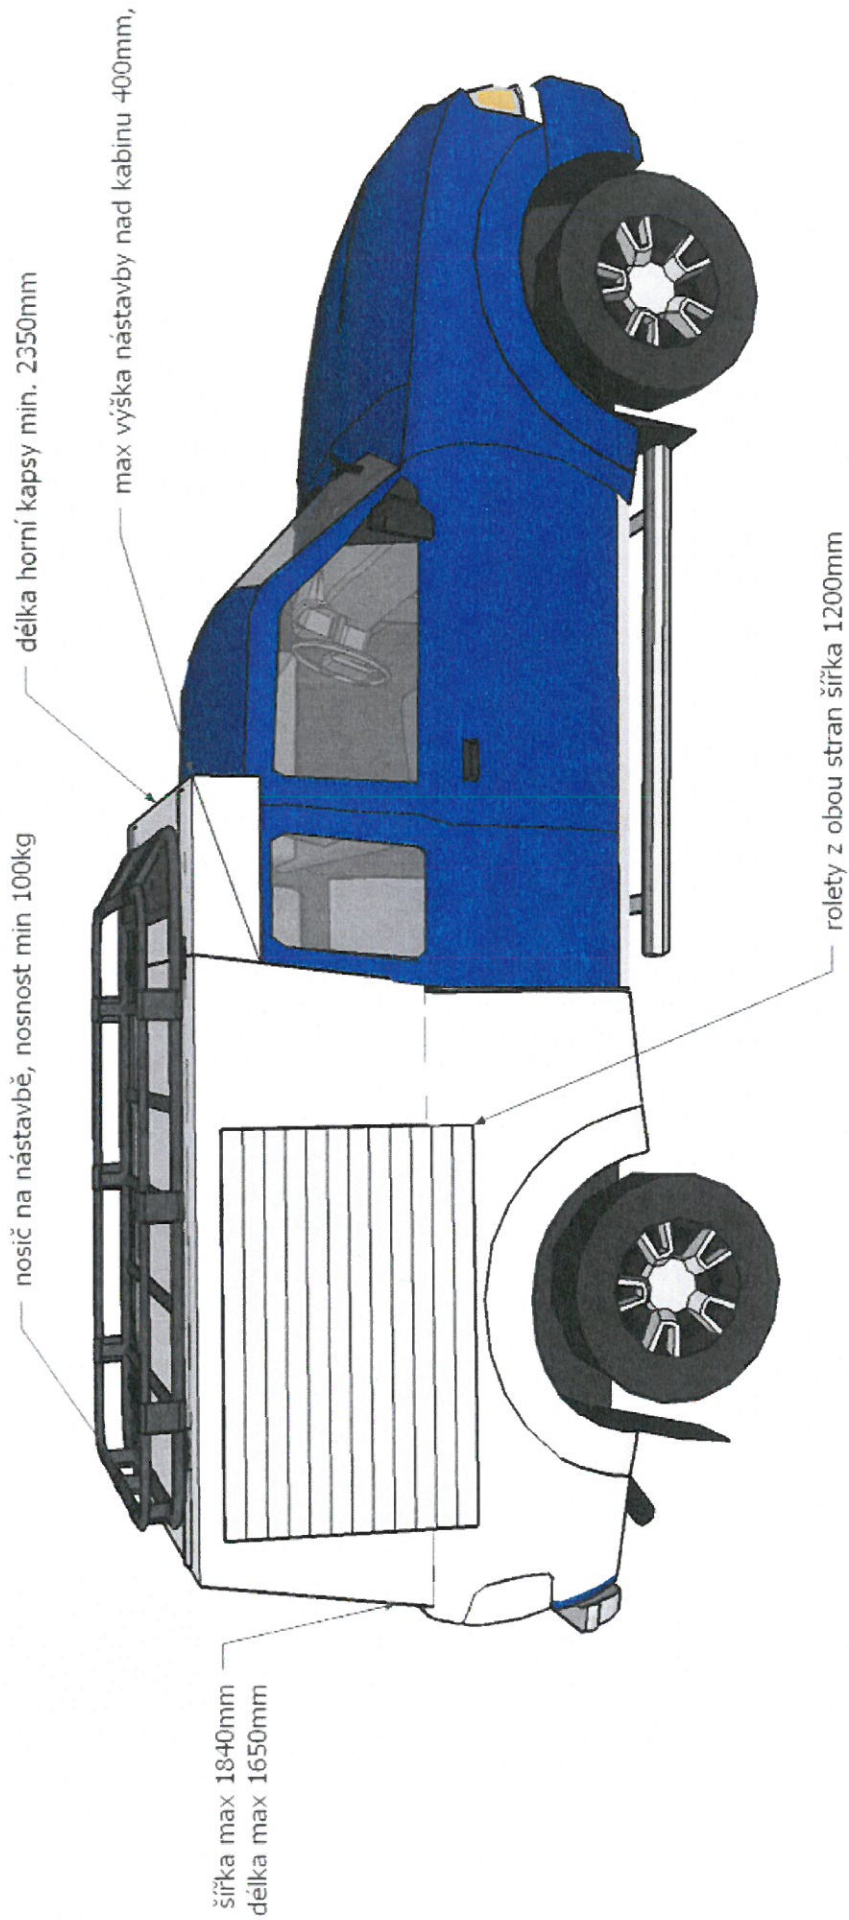 nosič na nástavbě, nosnost min 100kg
délka horní kapsy min. 2350mm
max výška nástavby nad kabinu 400mm,
šířka max 1840mm
délka max 1650mm
rolety z obou stran šířka 1200mm